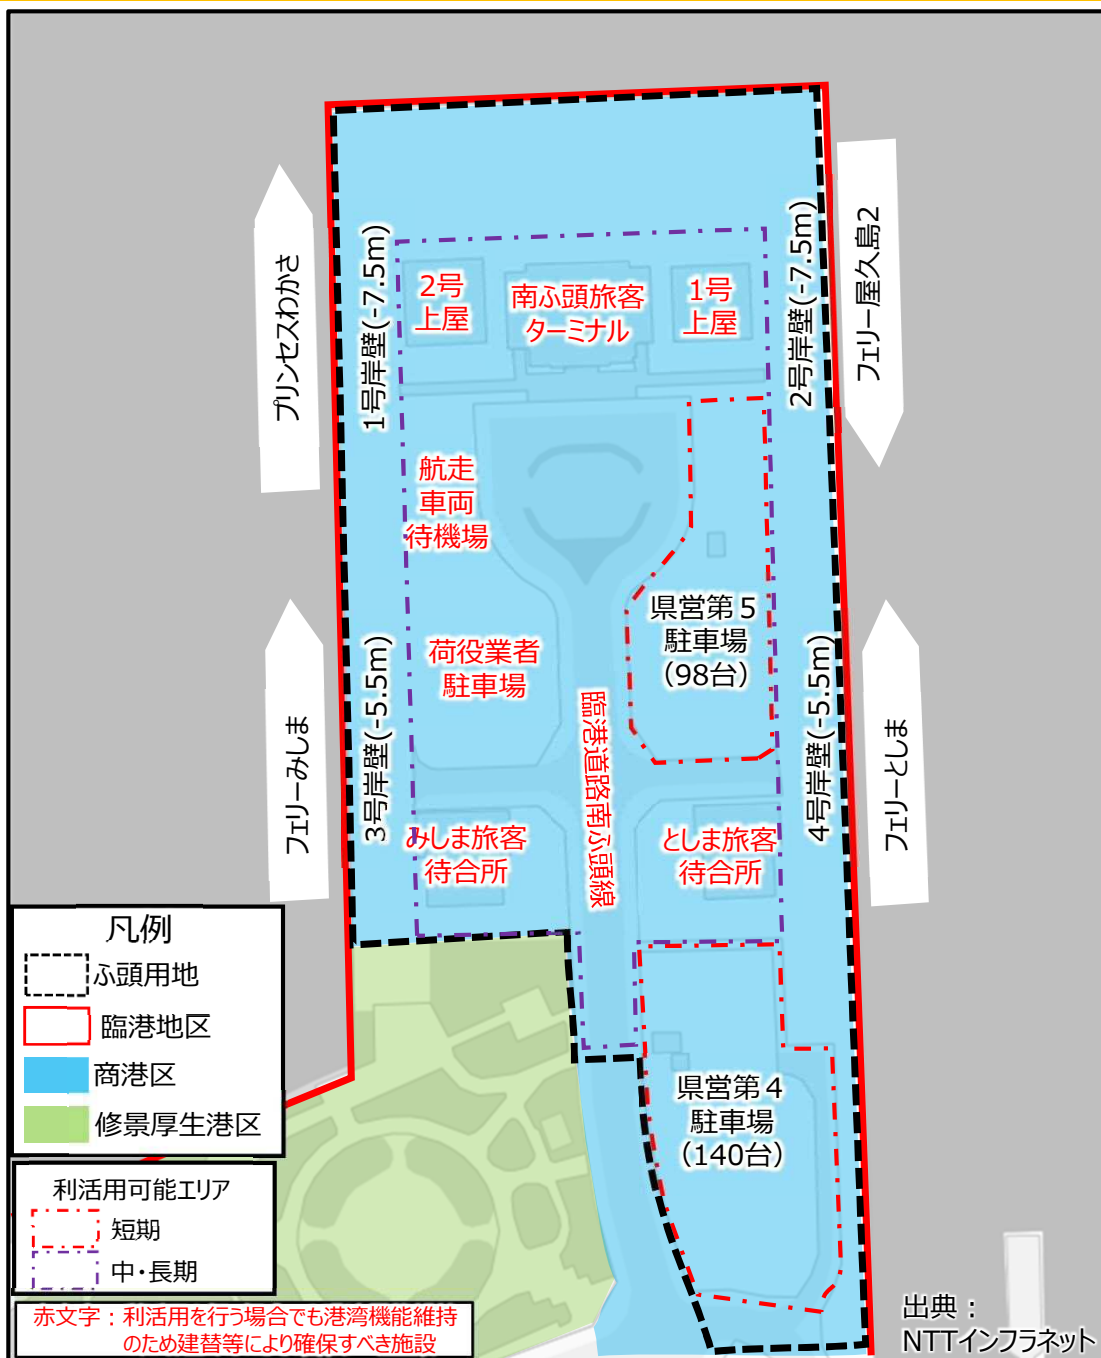 プリンセスわかさ
1号岸壁(-7.5m)
2号
上屋
南ふ頭旅客
ターミナル
1号
上屋
2号岸壁(-7.5m)
フェリー屋久島2
航走
車両
待機場
荷役業者
駐車場
県営第5
駐車場
(98台)
臨港道路南ふ頭線
フェリーみしま
3号岸壁(-5.5m)
みしま旅客
待合所
としま旅客
待合所
4号岸壁(-5.5m)
フェリーとしま
県営第4
駐車場
(140台)
凡例
ふ頭用地
臨港地区
商港区
修景厚生港区
利活用可能エリア
短期
中・長期
赤文字:利活用を行う場合でも港湾機能維持
のため建替等により確保すべき施設
出典:
NTTインフラネット